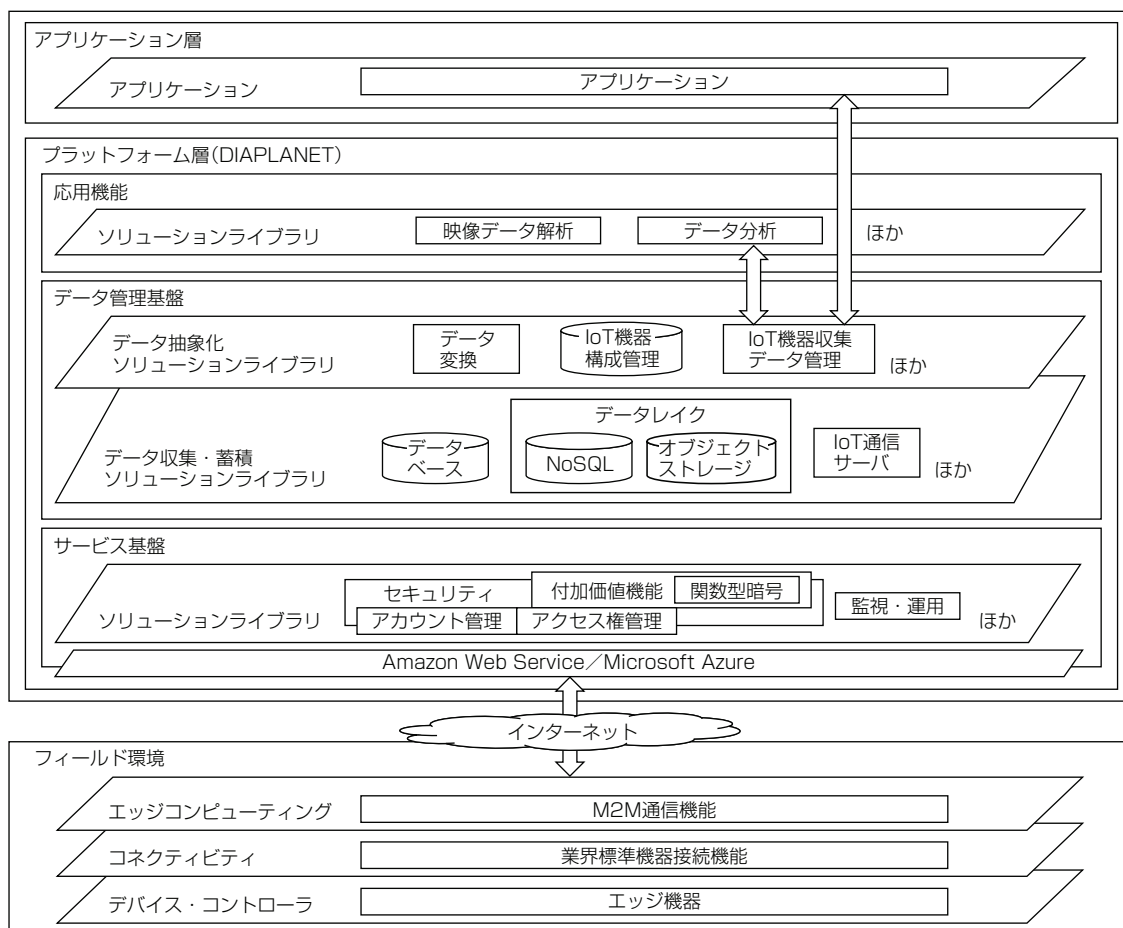 アプリケーション層
アプリケーション
アプリケーション
プラットフォーム層(DIAPLANET)
応用機能
ソリューションライブラリ
映像データ解析
データ分析
ほか
データ管理基盤
データ抽象化
ソリューションライブラリ
データ
変換
IoT機器
構成管理
IoT機器収集
データ管理
ほか
データ収集・蓄積
ソリューションライブラリ
データ
ベース
データレイク
NoSQL
オブジェクト
ストレージ
IoT通信
サーバ
ほか
サービス基盤
ソリューションライブラリ
セキュリティ
付加価値機能
関数型暗号
アカウント管理
アクセス権管理
監視・運用
ほか
Amazon Web Service／Microsoft Azure
インターネット
フィールド環境
エッジコンピューティング
M2M通信機能
コネクティビティ
業界標準機器接続機能
デバイス・コントローラ
エッジ機器